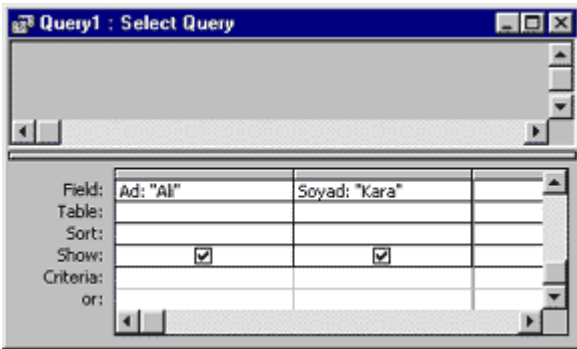 Query1 : Select Query
Field: Ad: "Ali" Soyad: "Kara"
Table:
Sort:
Show:
Criteria:
or: